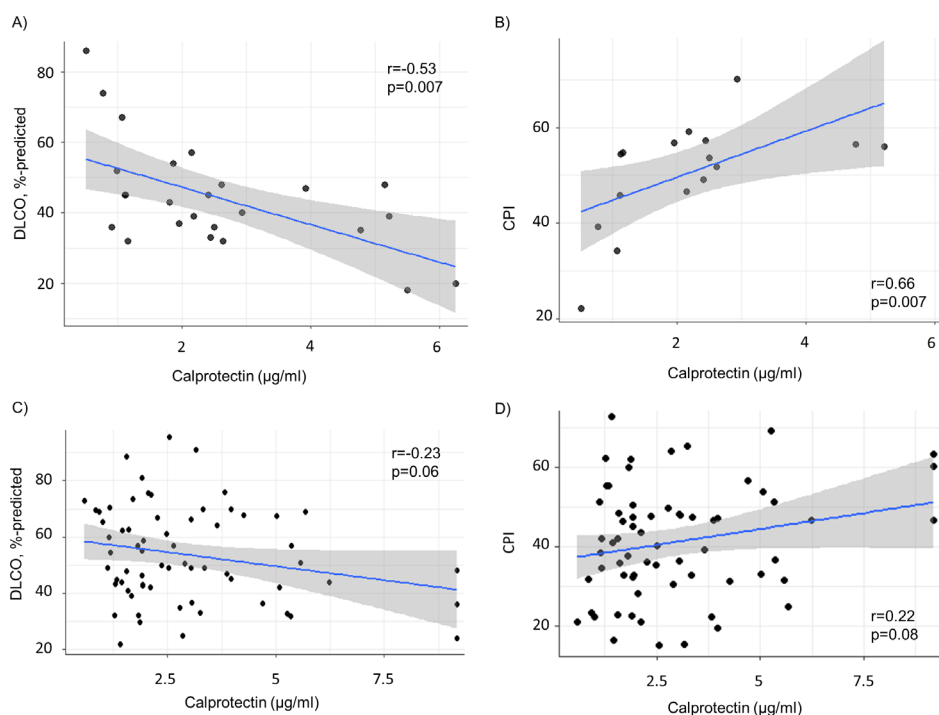 A)
DLCO, %-predicted
80
60
40
20
r=-0.53
p=0.007
2 4 6
Calprotectin (µg/ml)
B)
CPI
60
40
20
r=0.66
p=0.007
2 4 6
Calprotectin (µg/ml)
C)
DLCO, %-predicted
80
60
40
20
r=-0.23
p=0.06
2.5 5 7.5
Calprotectin (µg/ml)
D)
CPI
60
40
20
r=0.22
p=0.08
2.5 5 7.5
Calprotectin (µg/ml)